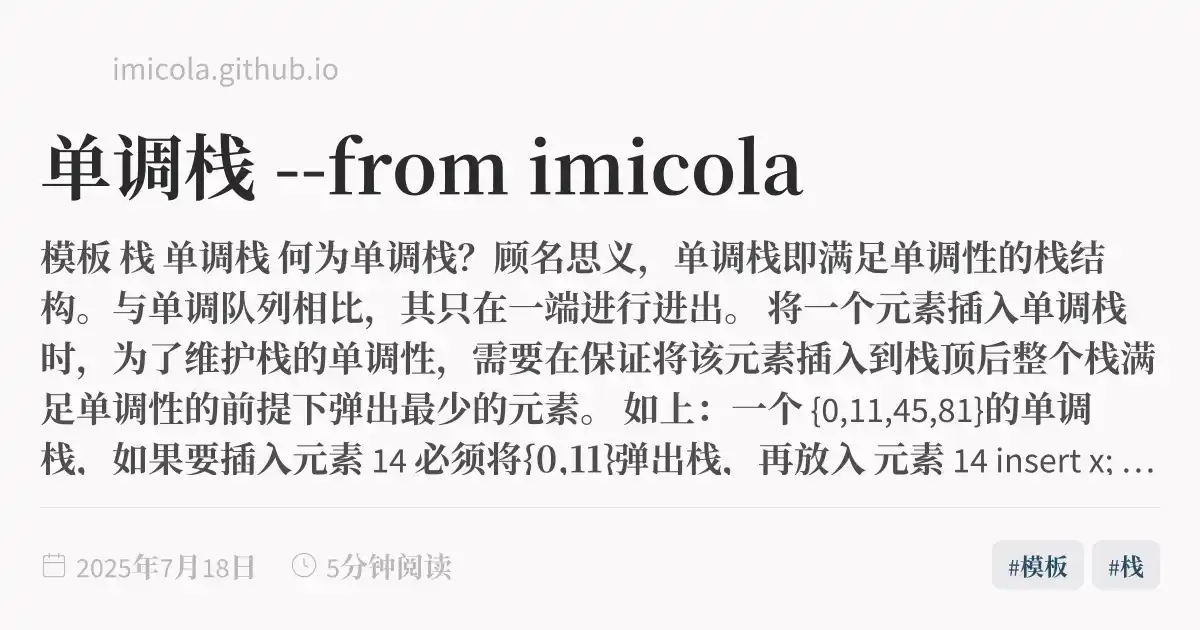 imicola.github.io
单调栈 --from imicola
模板 栈 单调栈 何为单调栈？顾名思义，单调栈即满足单调性的栈结
构。与单调队列相比，其只在一端进行进出。 将一个元素插入单调栈
时，为了维护栈的单调性，需要在保证将该元素插入到栈顶后整个栈满
足单调性的前提下弹出最少的元素。 如上：一个 {0,11,45,81}的单调
栈，如果要插入元素 14 必须将{0,11}弹出栈，再放入 元素 14 insert x; …
2025年7月18日 5分钟阅读 #模板 #栈